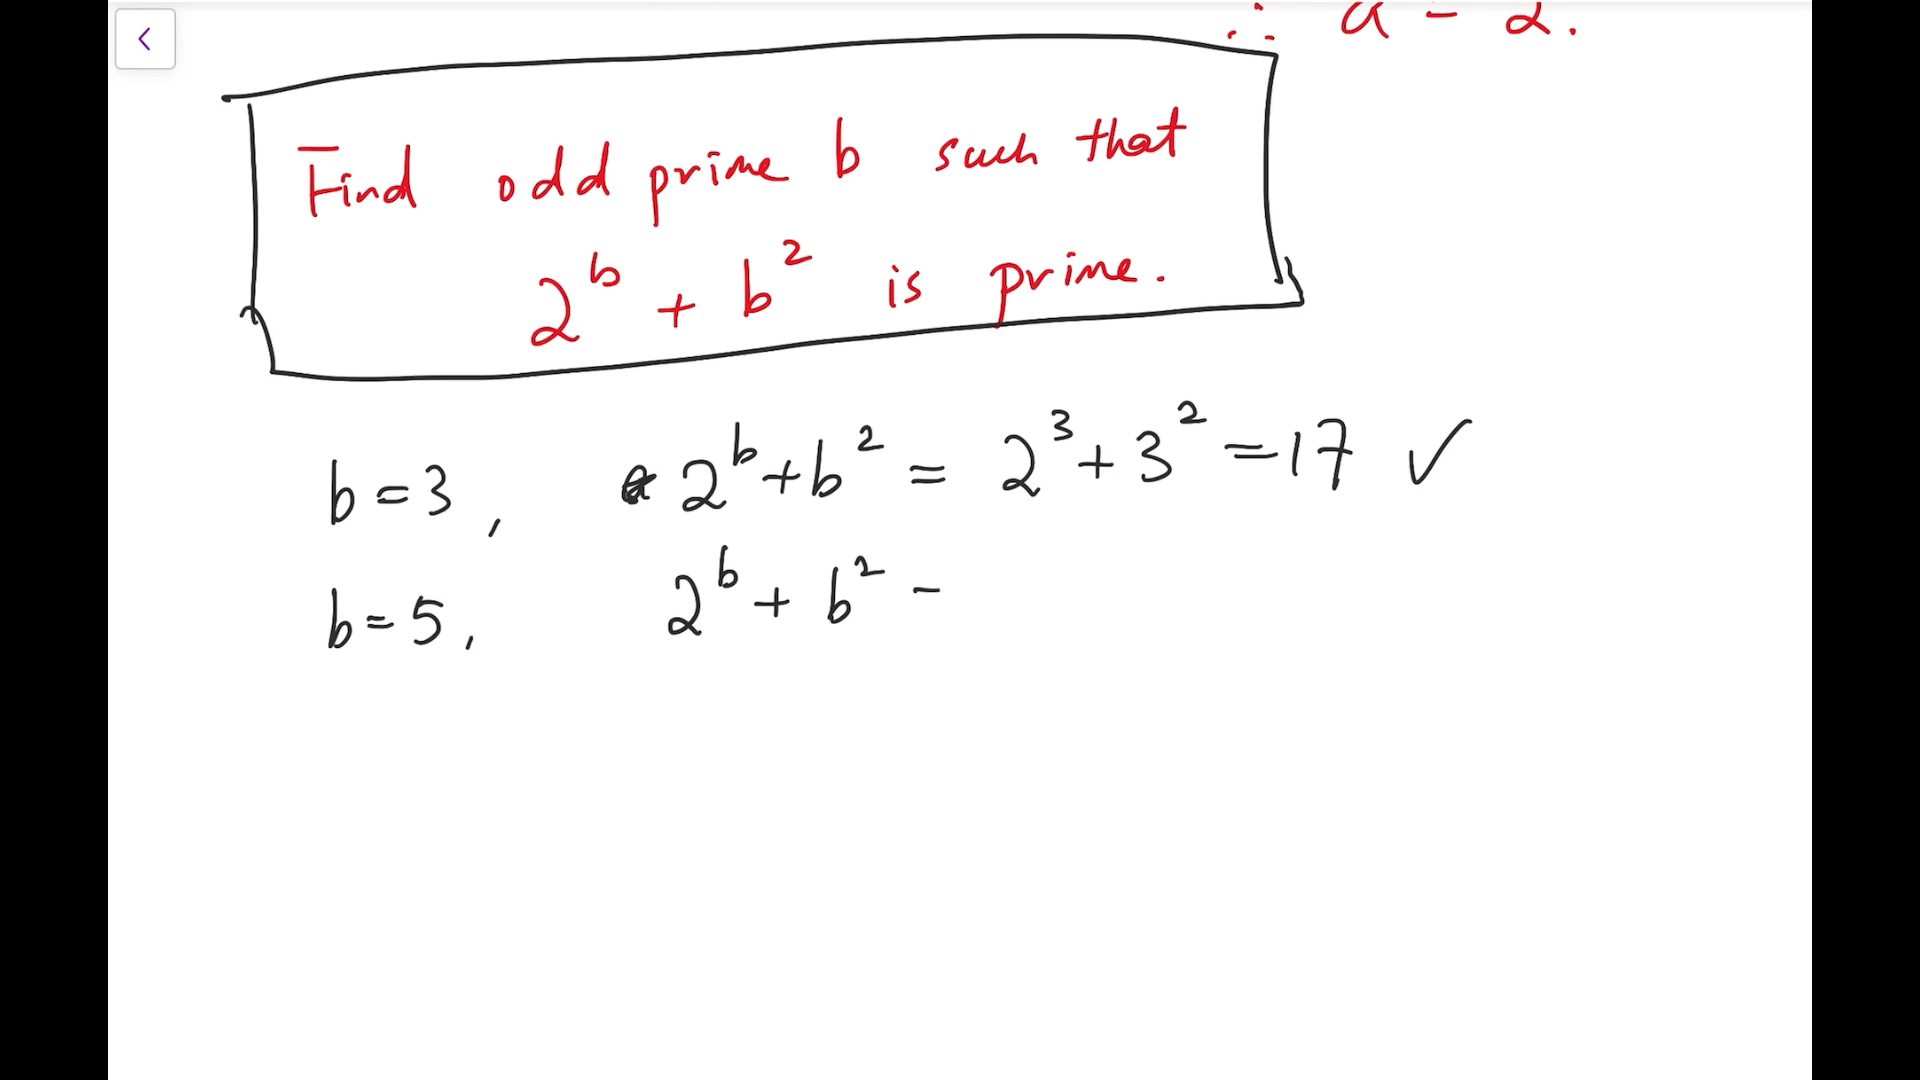 ∴ a = 2.
Find odd prime b such that
2^b + b^2 is prime.
b = 3, 2^b + b^2 = 2^3 + 3^2 = 17 ✓
b = 5, 2^b + b^2 -